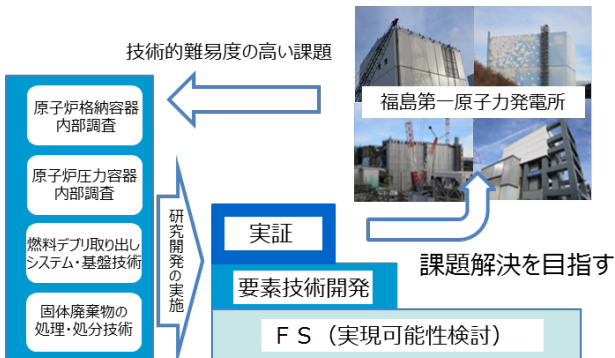 技術的難易度の高い課題
福島第一原子力発電所
原子炉格納容器
内部調査
原子炉圧力容器
内部調査
燃料デブリ取り出し
システム・基盤技術
固体廃棄物の
処理・処分技術
研究開発の実施
実証
要素技術開発
ＦＳ（実現可能性検討）
課題解決を目指す